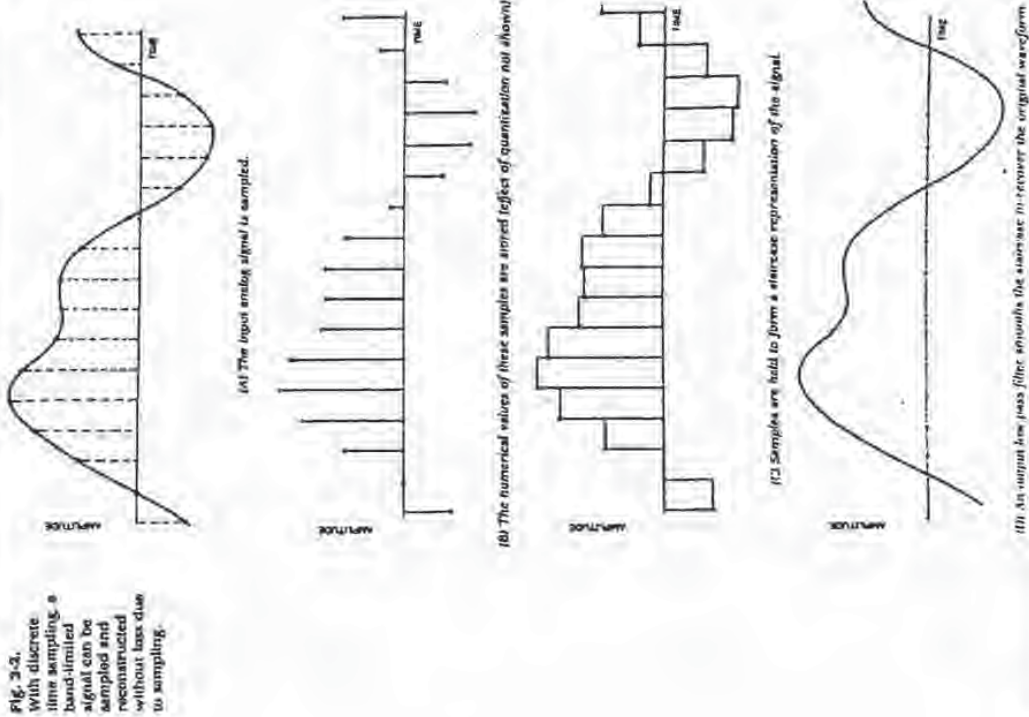 Fig. 2-2.
With discrete
time sampling, a
band-limited
signal can be
sampled and
reconstructed
without loss due
to sampling.
AMPLITUDE
TIME
(A) The input analog signal is sampled.
AMPLITUDE
TIME
(B) The numerical values of these samples are stored (effect of quantization not shown)
AMPLITUDE
TIME
(C) Samples are held to form a staircase representation of the signal.
AMPLITUDE
TIME
(D) An output low pass filter smooths the staircase to recover the original waveform.